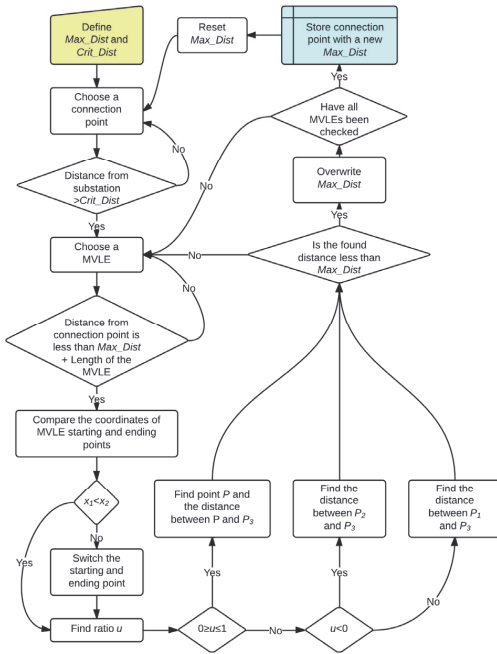 Define
Max_Dist and
Crit_Dist
Reset
Max_Dist
Store connection
point with a new
Max_Dist
Choose a
connection
point
Yes
Have all
MVLEs been
checked
No
No
Distance from
substation
>Crit_Dist
Overwrite
Max_Dist
Yes
Yes
Choose a
MVLE
No
Is the found
distance less than
Max_Dist
No
Distance from
connection point is
less than Max_Dist
+ Length of the
MVLE
Yes
Compare the coordinates of
MVLE starting and ending
points
x1<x2
Find point P and
the distance
between P and P3
Find the
distance
between P2
and P3
Find the
distance
between P1
and P3
No
Yes
Switch the
starting and
ending point
Yes
Yes
No
Find ratio u
0≥u≤1
No
u<0